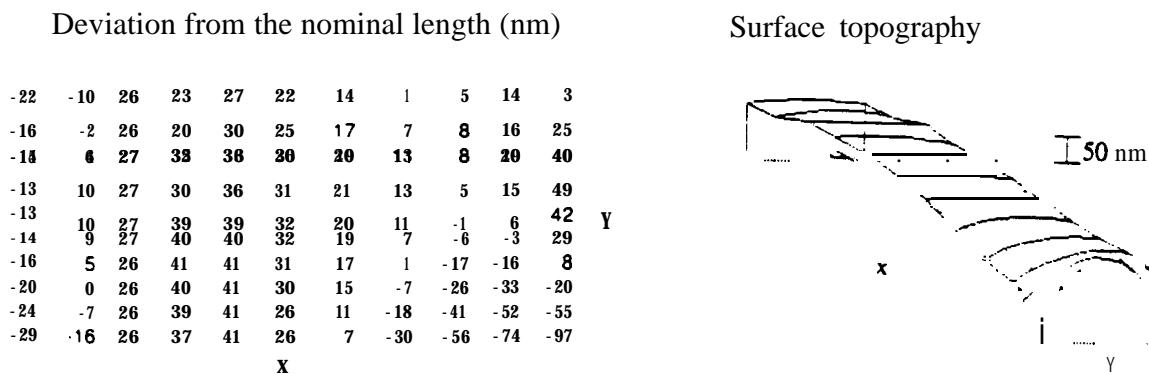 Deviation from the nominal length (nm)
Surface topography
-22 -10 26 23 27 22 14 1 5 14 3
-16 -2 26 20 30 25 17 7 8 16 25
27 13 8 40
50 nm
-13 10 27 30 36 31 21 13 5 15 49
-13 10 27 39 39 32 20 11 -1 6 42
Y
-14 9 27 40 40 32 19 7 -6 -3 29
-16 5 26 41 41 31 17 1 -17 -16 8
x
-20 0 26 40 41 30 15 -7 -26 -33 -20
-24 -7 26 39 41 26 11 -18 -41 -52 -55
-29 -16 26 37 41 26 7 -30 -56 -74 -97
X
Y